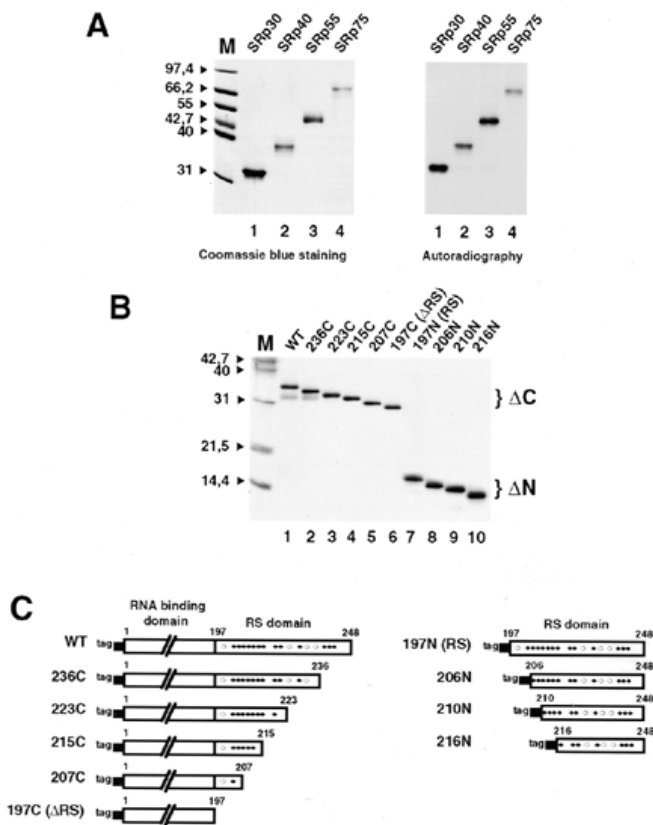 A
M SRp30 SRp40 SRp55 SRp75
97,4
66,2
55
42,7
40
31
1 2 3 4
Coomassie blue staining
SRp30 SRp40 SRp55 SRp75
1 2 3 4
Autoradiography
B
M WT 236C 223C 215C 207C 197C (ΔRS) 197N (RS) 206N 210N 216N
42,7
40
31
21,5
14,4
} ΔC
} ΔN
1 2 3 4 5 6 7 8 9 10
C
RNA binding
domain RS domain
1 197 248
WT tag
1 236
236C tag
1 223
223C tag
1 215
215C tag
1 207
207C tag
1 197
197C (ΔRS) tag
RS domain
197 248
197N (RS) tag
206 248
206N tag
210 248
210N tag
216 248
216N tag